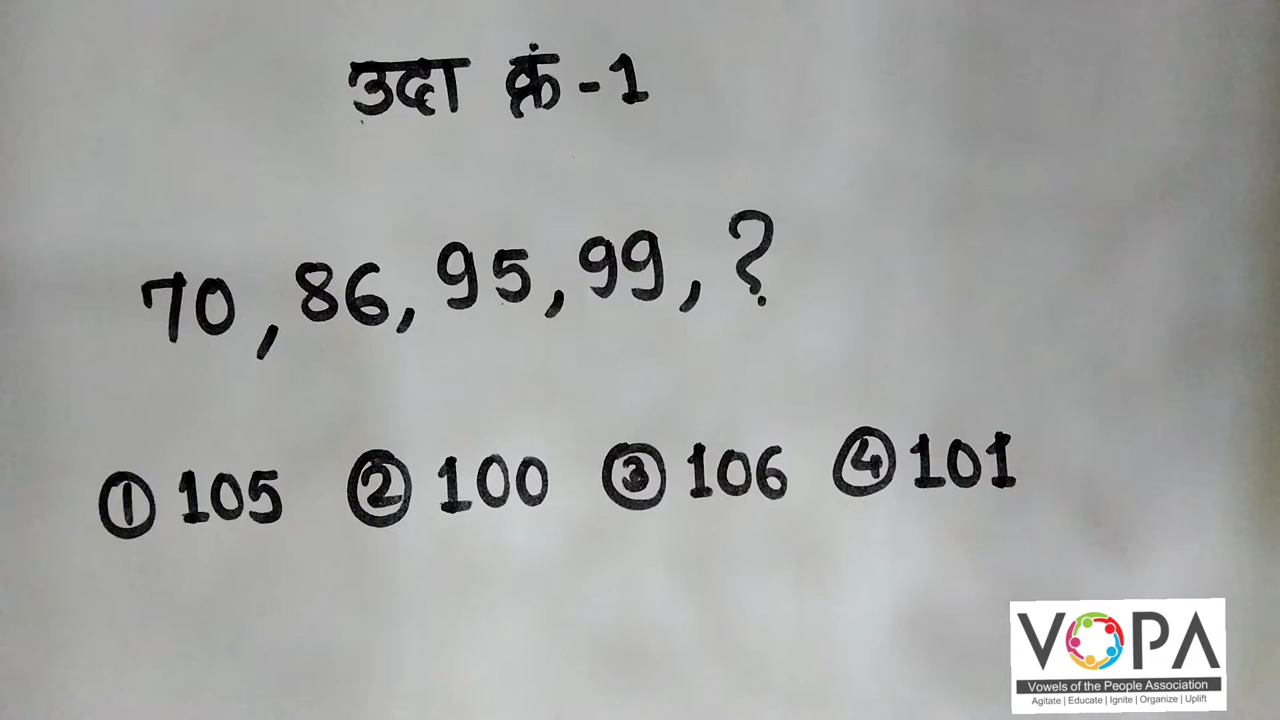 उदा क्रं -1
70, 86, 95, 99, ?
① 105 ② 100 ③ 106 ④ 101
VOPA
Vowels of the People Association
Agitate | Educate | Ignite | Organize | Uplift